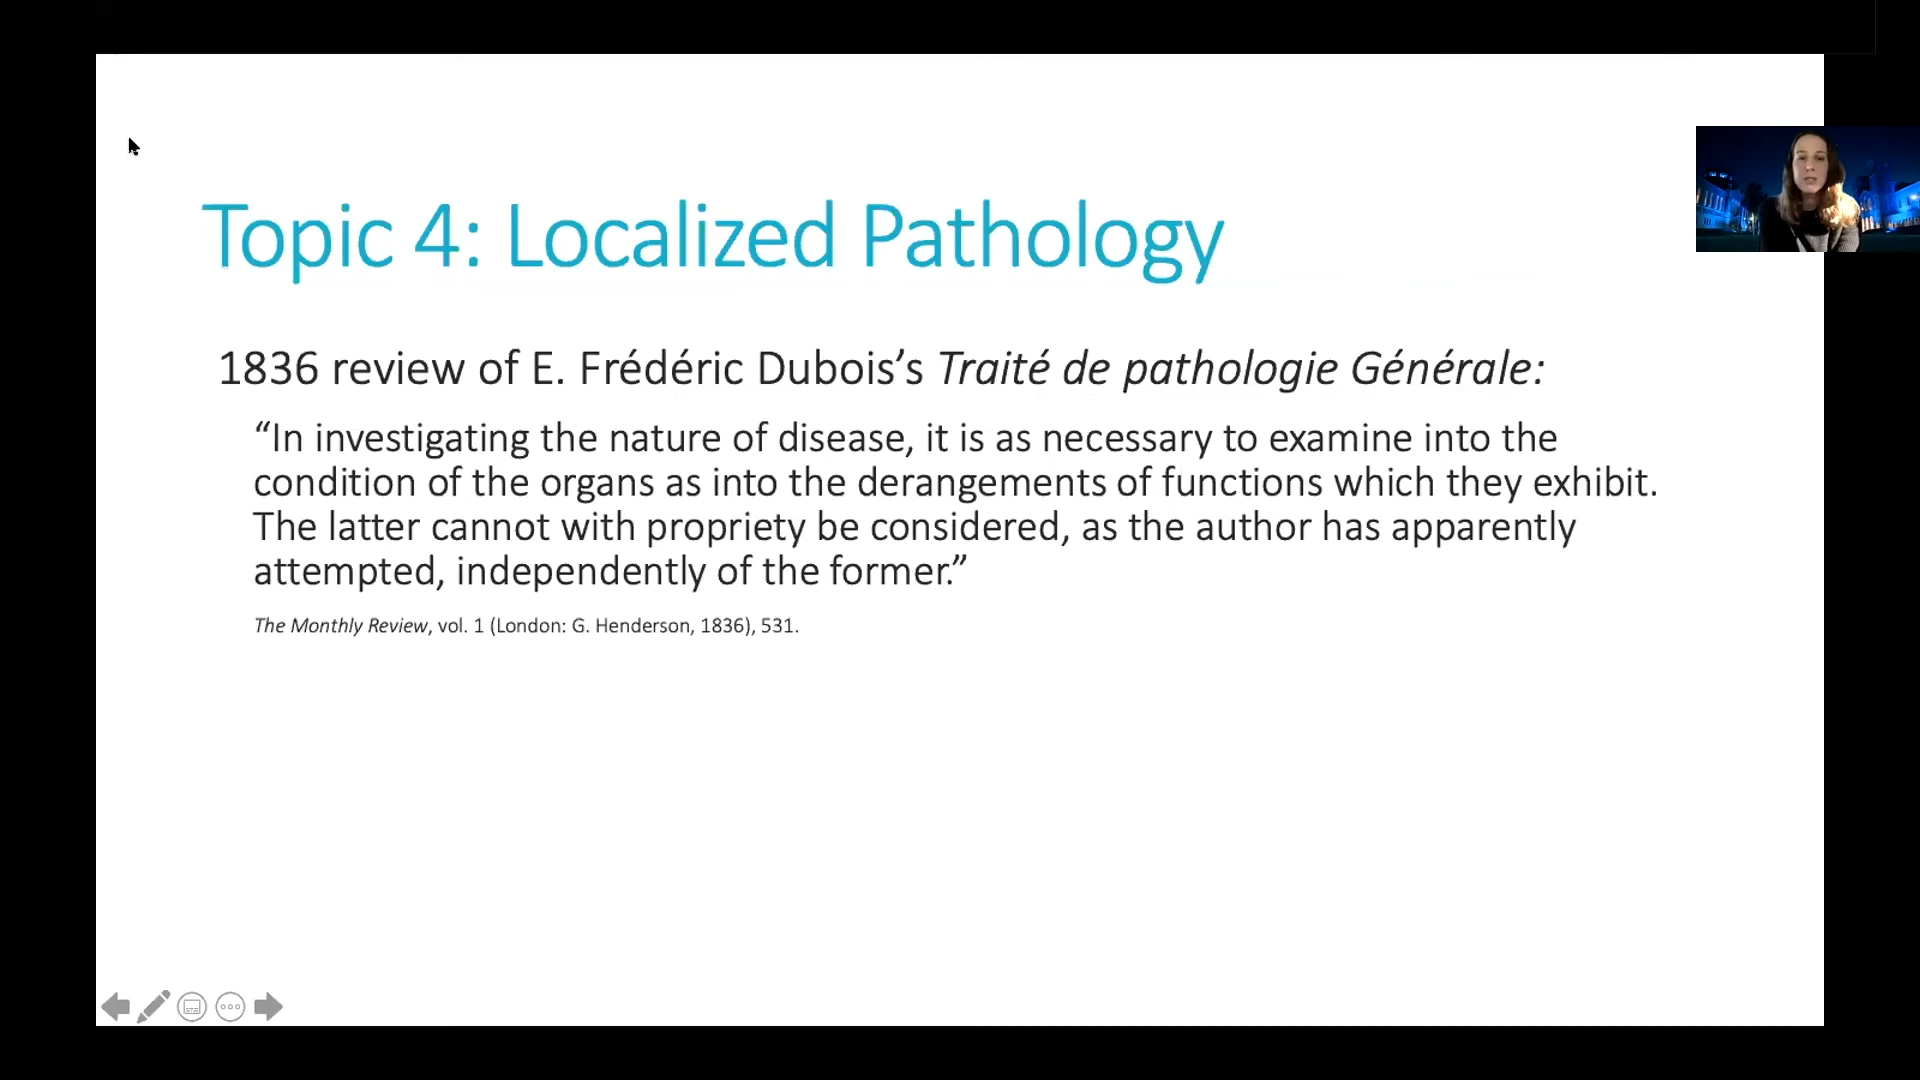 Topic 4: Localized Pathology
1836 review of E. Frédéric Dubois’s Traité de pathologie Générale:
“In investigating the nature of disease, it is as necessary to examine into the
condition of the organs as into the derangements of functions which they exhibit.
The latter cannot with propriety be considered, as the author has apparently
attempted, independently of the former.”
The Monthly Review, vol. 1 (London: G. Henderson, 1836), 531.